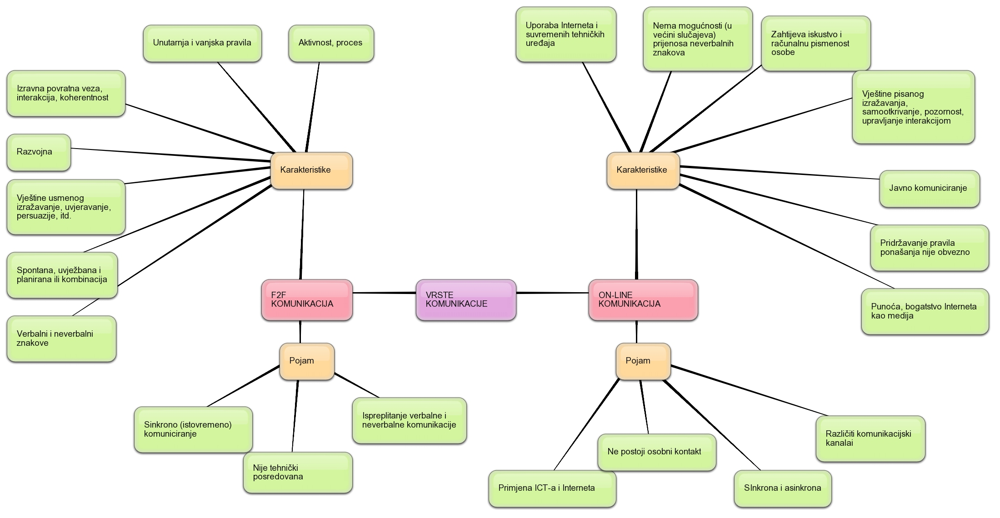 Uporaba Interneta i
suvremenih tehničkih
uređaja
Nema mogućnosti (u
većini slučajeva)
prijenosa neverbalnih
znakova
Zahtijeva iskustvo i
računalnu pismenost
osobe
Unutarnja i vanjska pravila
Aktivnost, proces
Izravna povratna veza,
interakcija, koherentnost
Vještine pisanog
izražavanja,
samootkrivanje, pozornost,
upravljanje interakcijom
Razvojna
Karakteristike
Karakteristike
Javno komuniciranje
Vještine usmenog
izražavanje, uvjeravanje,
persuazije, itd.
Pridržavanje pravila
ponašanja nije obvezno
Spontana, uvježbana i
planirana ili kombinacija
F2F
KOMUNIKACIJA
VRSTE
KOMUNIKACIJE
ON-LINE
KOMUNIKACIJA
Punoća, bogatstvo Interneta
kao medija
Verbalni i neverbalni
znakove
Pojam
Pojam
Sinkrono (istovremeno)
komuniciranje
Ispreplitanje verbalne i
neverbalne komunikacije
Različiti komunikacijski
kanalai
Ne postoji osobni kontakt
Nije tehnički
posredovana
Primjena ICT-a i Interneta
SInkrona i asinkrona